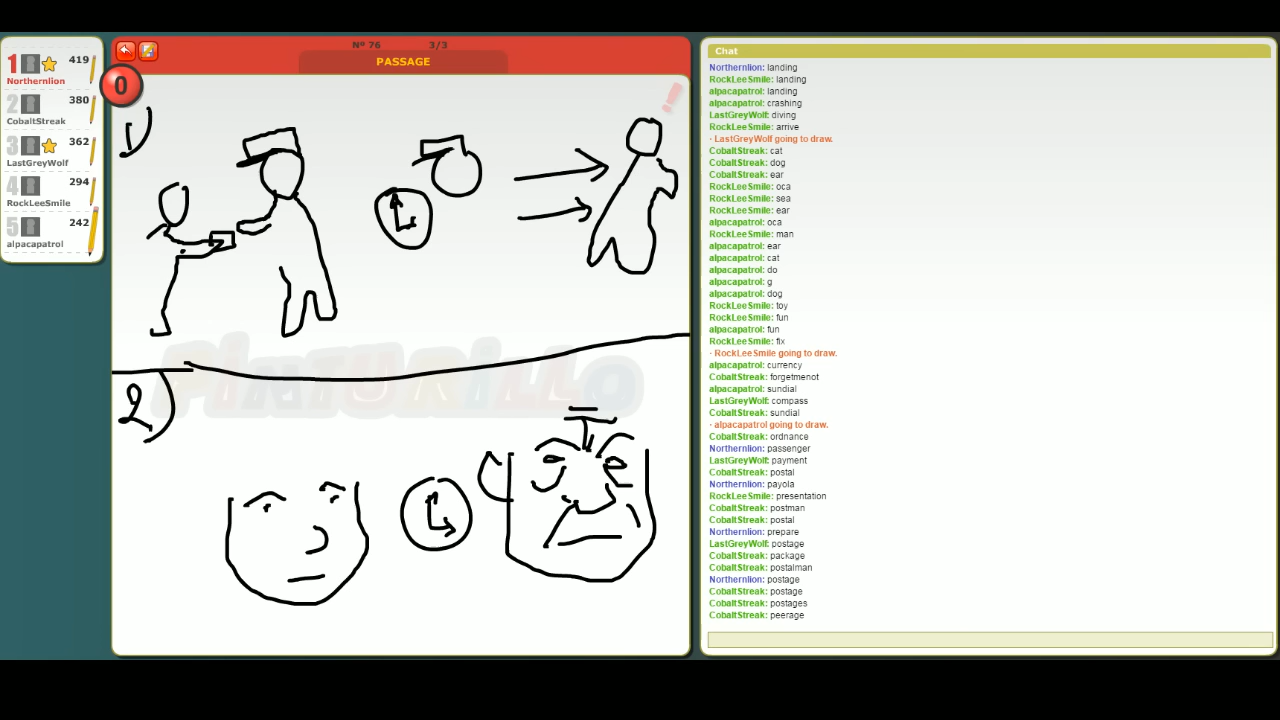 Nº 76 3/3
PASSAGE
0
1 419
Northernlion
2 380
CobaltStreak
3 362
LastGreyWolf
4 294
RockLeeSmile
5 242
alpacapatrol
1)
2)
PINTURILLO
Chat
Northernlion: landing
RockLeeSmile: landing
alpacapatrol: landing
alpacapatrol: crashing
LastGreyWolf: diving
RockLeeSmile: arrive
· LastGreyWolf going to draw.
CobaltStreak: cat
CobaltStreak: dog
CobaltStreak: ear
RockLeeSmile: oca
RockLeeSmile: sea
RockLeeSmile: ear
alpacapatrol: oca
RockLeeSmile: man
alpacapatrol: ear
alpacapatrol: cat
alpacapatrol: do
alpacapatrol: g
alpacapatrol: dog
RockLeeSmile: toy
RockLeeSmile: fun
alpacapatrol: fun
RockLeeSmile: fix
· RockLeeSmile going to draw.
alpacapatrol: currency
CobaltStreak: forgetmenot
alpacapatrol: sundial
LastGreyWolf: compass
CobaltStreak: sundial
· alpacapatrol going to draw.
CobaltStreak: ordnance
Northernlion: passenger
LastGreyWolf: payment
CobaltStreak: postal
Northernlion: payola
RockLeeSmile: presentation
CobaltStreak: postman
CobaltStreak: postal
Northernlion: prepare
LastGreyWolf: postage
CobaltStreak: package
CobaltStreak: postalman
Northernlion: postage
CobaltStreak: postage
CobaltStreak: postages
CobaltStreak: peerage